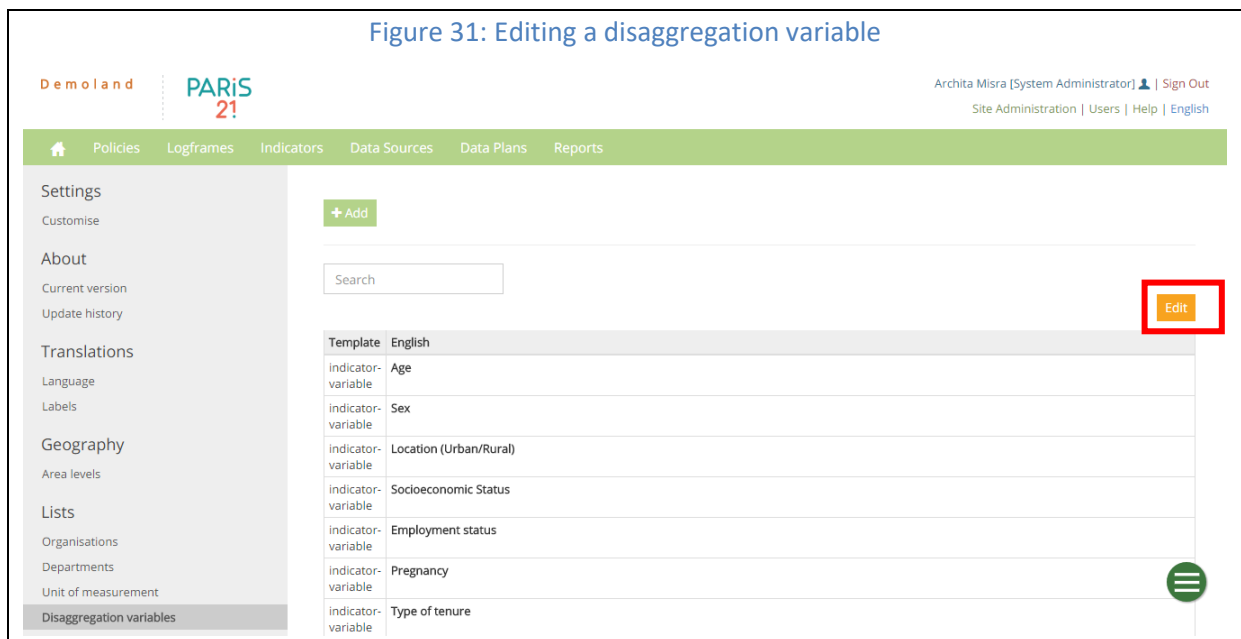 Figure 31: Editing a disaggregation variable
Demoland
PARiS
21
Archita Misra [System Administrator] | Sign Out
Site Administration | Users | Help | English
Policies Logframes Indicators Data Sources Data Plans Reports
Settings
Customise
About
Current version
Update history
Translations
Language
Labels
Geography
Area levels
Lists
Organisations
Departments
Unit of measurement
Disaggregation variables
+ Add
Search
Edit
Template English
indicator- Age
variable
indicator- Sex
variable
indicator- Location (Urban/Rural)
variable
indicator- Socioeconomic Status
variable
indicator- Employment status
variable
indicator- Pregnancy
variable
indicator- Type of tenure
variable